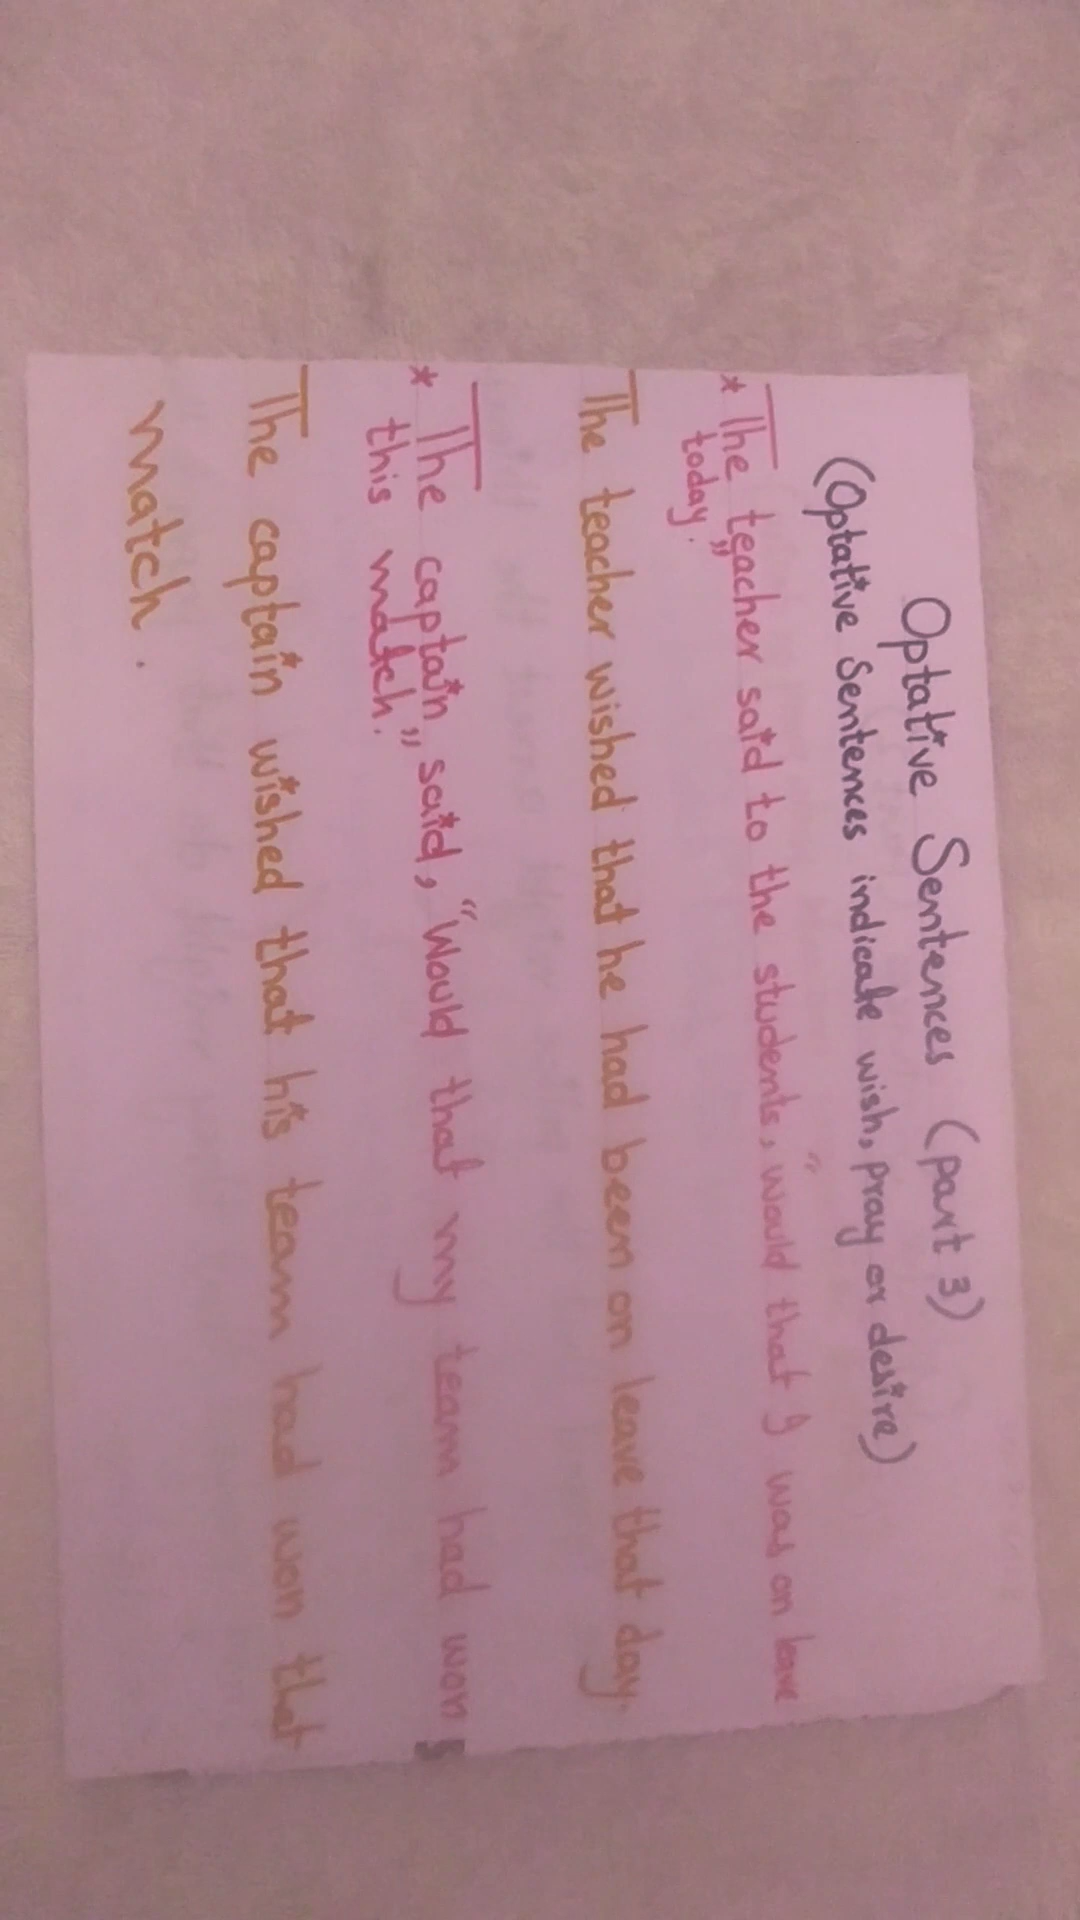 Optative Sentences (part 3)
(Optative Sentences indicate wish, pray or desire)
* The teacher said to the students, "would that I was on leave
today."
The teacher wished that he had been on leave that day.
* The captain, said, "Would that my team had won
this match."
The captain wished that his team had won that
match.